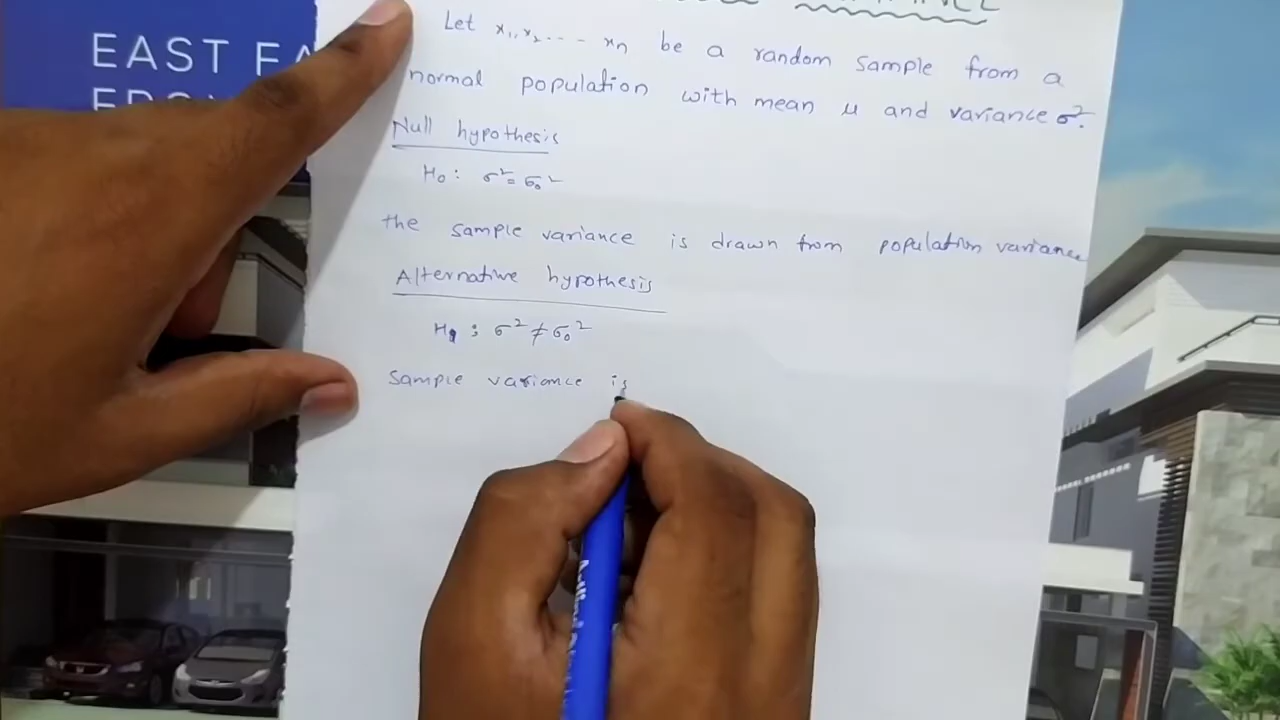 EAST
Let x₁, x₂ .... xn be a random sample from a
normal population with mean μ and variance σ².
Null hypothesis
H₀ : σ² = σ₀²
the sample variance is drawn from population variance
Alternative hypothesis
H₁ : σ² ≠ σ₀²
Sample variance is